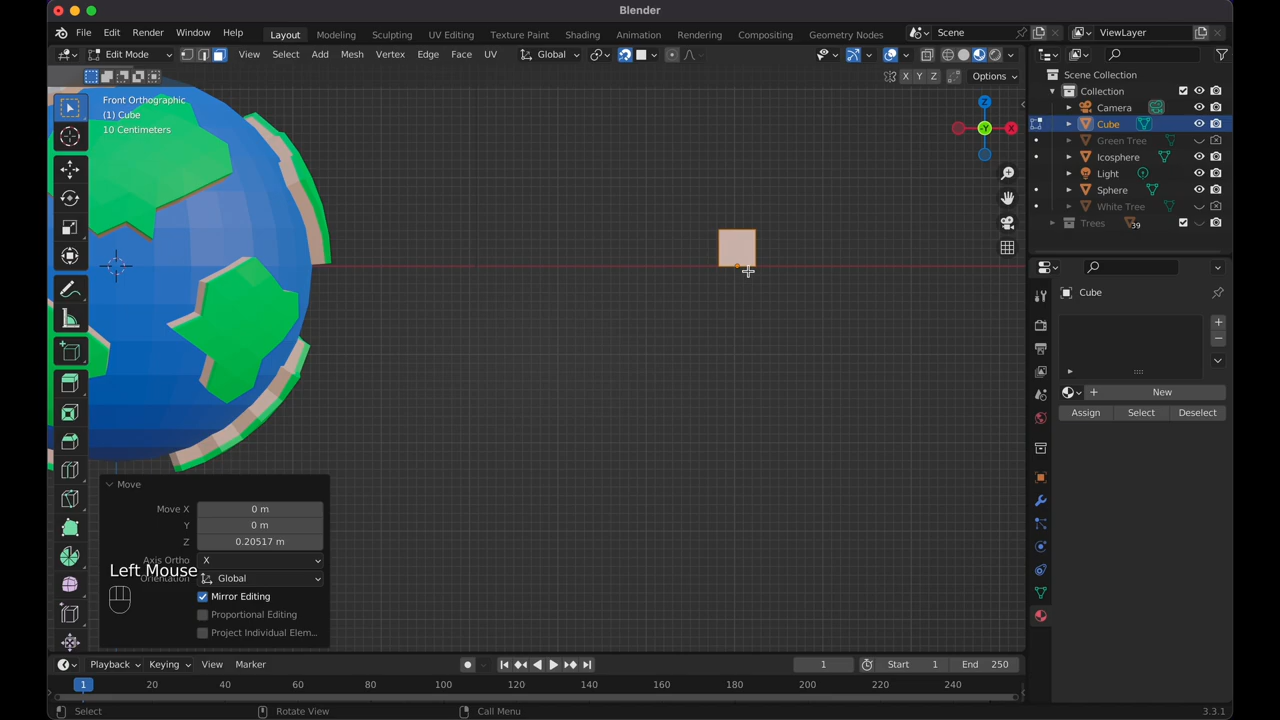 Blender
File Edit Render Window Help Layout Modeling Sculpting UV Editing Texture Paint Shading Animation Rendering Compositing Geometry Nodes Scene ViewLayer
Edit Mode View Select Add Mesh Vertex Edge Face UV Global
X Y Z Options
Front Orthographic
(1) Cube
10 Centimeters
Z
-Y
X
Scene Collection
Collection
Camera
Cube
Green Tree
Icosphere
Light
Sphere
White Tree
Trees 39
Cube
New
Assign Select Deselect
Move
Move X 0 m
Y 0 m
Z 0.20517 m
Axis Ortho X
Orientation Global
Left Mouse
Mirror Editing
Proportional Editing
Project Individual Elem...
Playback Keying View Marker 1 Start 1 End 250
1 20 40 60 80 100 120 140 160 180 200 220 240
Select Rotate View Call Menu 3.3.1